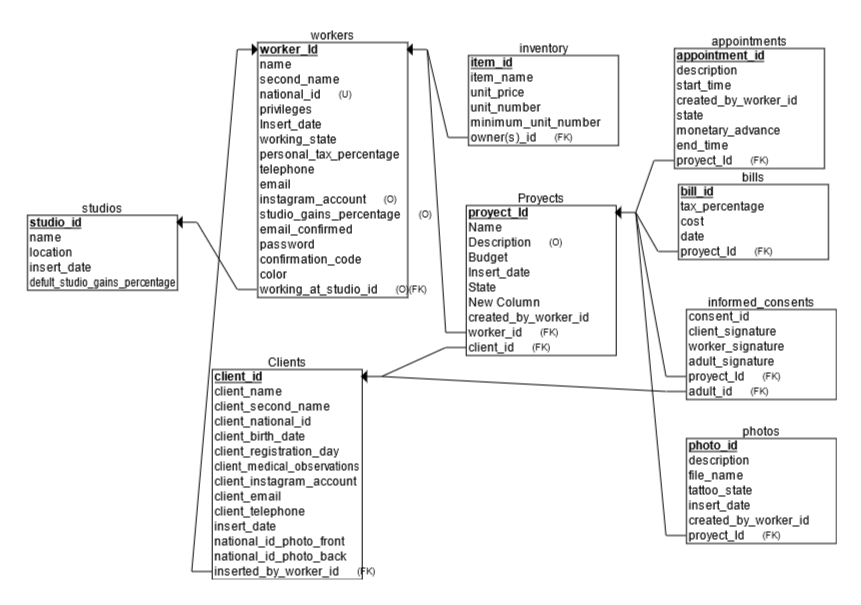 workers
worker_Id
name
second_name
national_id (U)
privileges
Insert_date
working_state
personal_tax_percentage
telephone
email
instagram_account (O)
studio_gains_percentage (O)
email_confirmed
password
confirmation_code
color
working_at_studio_id (O)(FK)
inventory
item_id
item_name
unit_price
unit_number
minimum_unit_number
owner(s)_id (FK)
appointments
appointment_id
description
start_time
created_by_worker_id
state
monetary_advance
end_time
proyect_Id (FK)
bills
bill_id
tax_percentage
cost
date
proyect_Id (FK)
studios
studio_id
name
location
insert_date
defult_studio_gains_percentage
Proyects
proyect_Id
Name
Description (O)
Budget
Insert_date
State
New Column
created_by_worker_id
worker_id (FK)
client_id (FK)
informed_consents
consent_id
client_signature
worker_signature
adult_signature
proyect_Id (FK)
adult_id (FK)
Clients
client_id
client_name
client_second_name
client_national_id
client_birth_date
client_registration_day
client_medical_observations
client_instagram_account
client_email
client_telephone
insert_date
national_id_photo_front
national_id_photo_back
inserted_by_worker_id (FK)
photos
photo_id
description
file_name
tattoo_state
insert_date
created_by_worker_id
proyect_Id (FK)